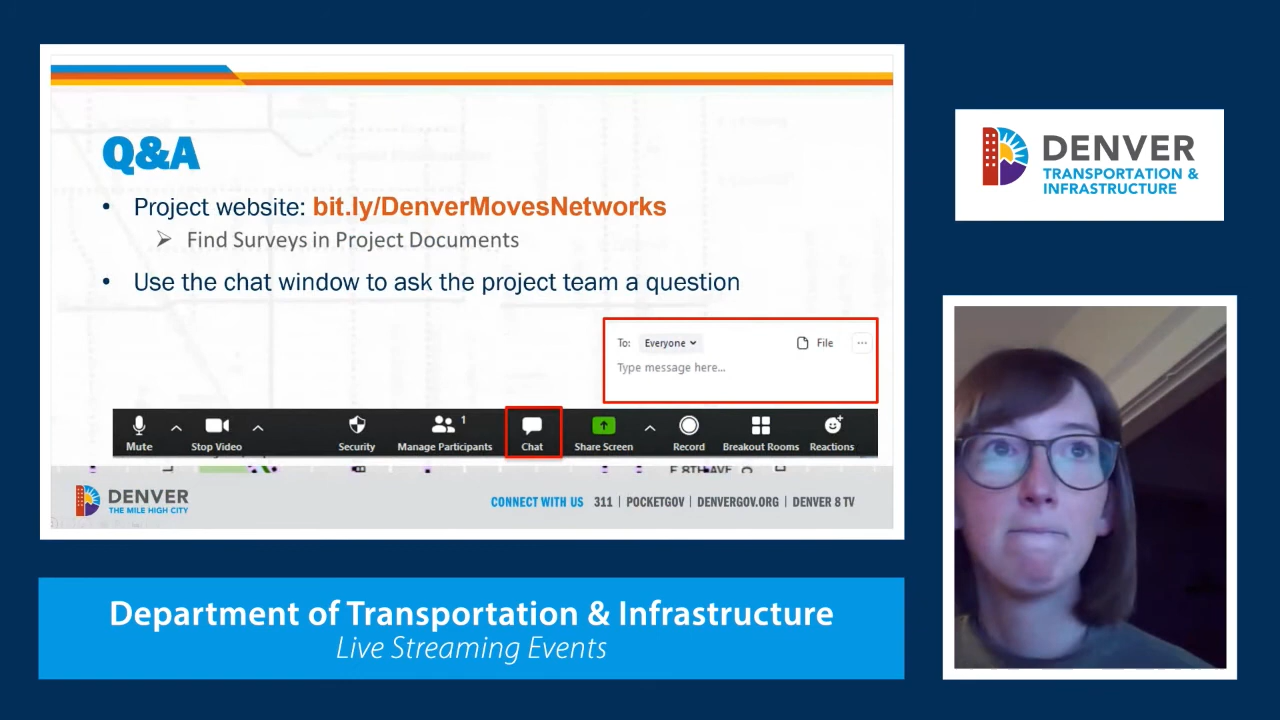 Q&A
• Project website: bit.ly/DenverMovesNetworks
➢ Find Surveys in Project Documents
• Use the chat window to ask the project team a question
To: Everyone File ...
Type message here...
1
Mute Stop Video Security Manage Participants Chat Share Screen Record Breakout Rooms Reactions
E 8TH AVE
DENVER
THE MILE HIGH CITY
CONNECT WITH US 311 | POCKETGOV | DENVERGOV.ORG | DENVER 8 TV
Department of Transportation & Infrastructure
Live Streaming Events
DENVER
TRANSPORTATION &
INFRASTRUCTURE